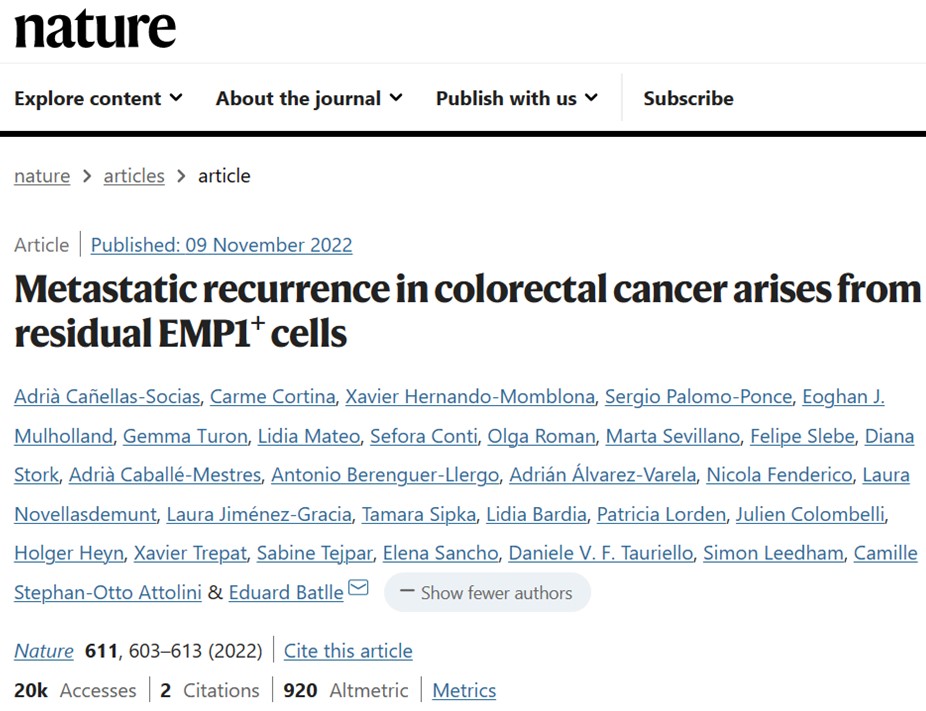 nature
Explore content About the journal Publish with us Subscribe
nature > articles > article
Article | Published: 09 November 2022
Metastatic recurrence in colorectal cancer arises from
residual EMP1⁺ cells
Adrià Cañellas-Socias, Carme Cortina, Xavier Hernando-Momblona, Sergio Palomo-Ponce, Eoghan J.
Mulholland, Gemma Turon, Lidia Mateo, Sefora Conti, Olga Roman, Marta Sevillano, Felipe Slebe, Diana
Stork, Adrià Caballé-Mestres, Antonio Berenguer-Llergo, Adrián Álvarez-Varela, Nicola Fenderico, Laura
Novellasdemunt, Laura Jiménez-Gracia, Tamara Sipka, Lidia Bardia, Patricia Lorden, Julien Colombelli,
Holger Heyn, Xavier Trepat, Sabine Tejpar, Elena Sancho, Daniele V. F. Tauriello, Simon Leedham, Camille
Stephan-Otto Attolini & Eduard Batlle − Show fewer authors
Nature 611, 603–613 (2022) | Cite this article
20k Accesses | 2 Citations | 920 Altmetric | Metrics